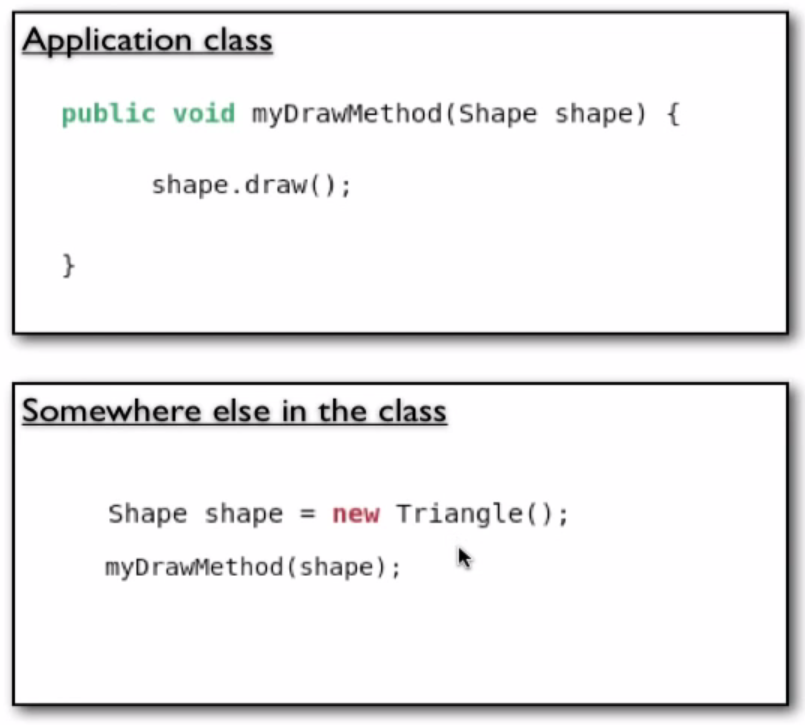 Application class
public void myDrawMethod(Shape shape) {
shape.draw();
}
Somewhere else in the class
Shape shape = new Triangle();
myDrawMethod(shape);